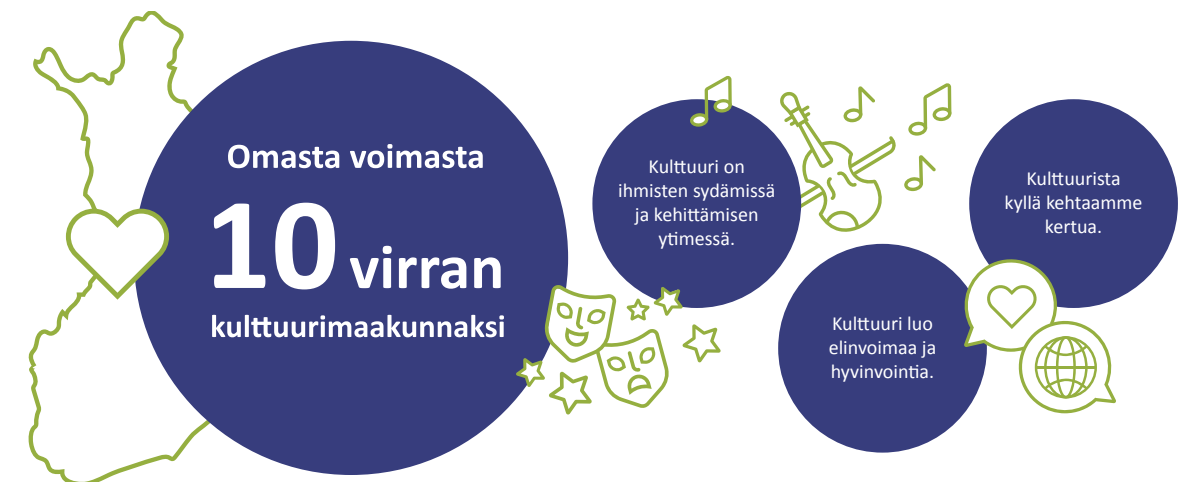 Omasta voimasta
10 virran
kulttuurimaakunnaksi
Kulttuuri on
ihmisten sydämissä
ja kehittämisen
ytimessä.
Kulttuuri luo
elinvoimaa ja
hyvinvointia.
Kulttuurista
kyllä kehtaamme
kertua.